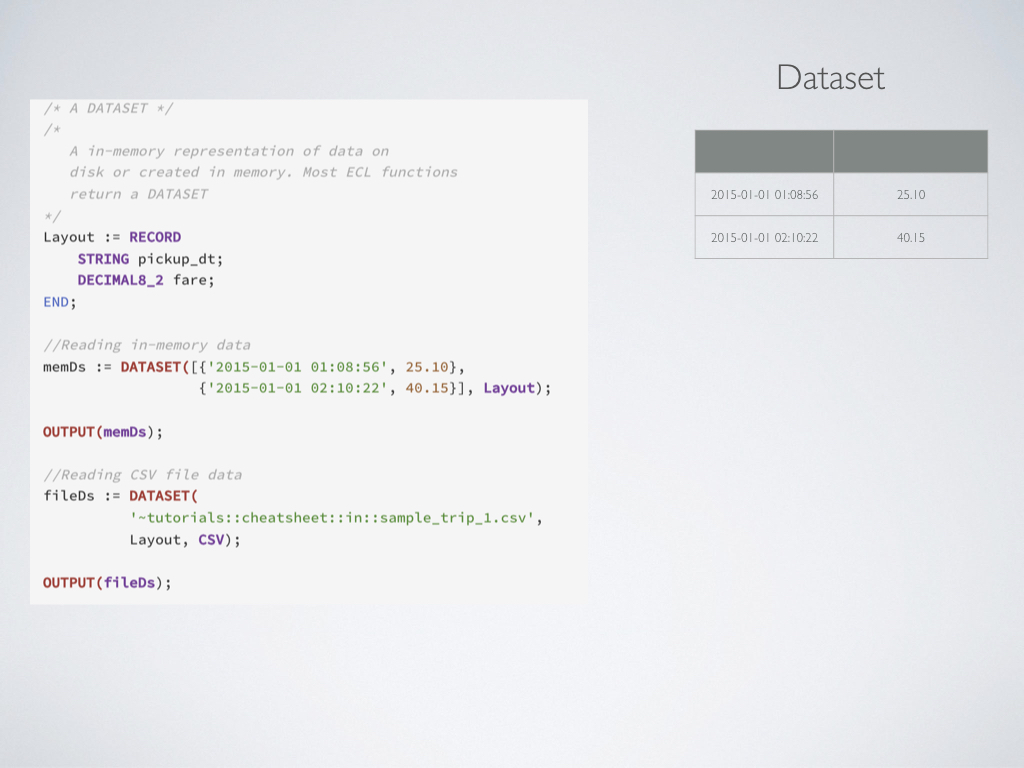 Dataset
/* A DATASET */
/*
   A in-memory representation of data on
   disk or created in memory. Most ECL functions
   return a DATASET
*/
Layout := RECORD
    STRING pickup_dt;
    DECIMAL8_2 fare;
END;
//Reading in-memory data
memDs := DATASET([{'2015-01-01 01:08:56', 25.10},
                  {'2015-01-01 02:10:22', 40.15}], Layout);
OUTPUT(memDs);
//Reading CSV file data
fileDs := DATASET(
          '~tutorials::cheatsheet::in::sample_trip_1.csv',
          Layout, CSV);
OUTPUT(fileDs);
2015-01-01 01:08:56 25.10
2015-01-01 02:10:22 40.15